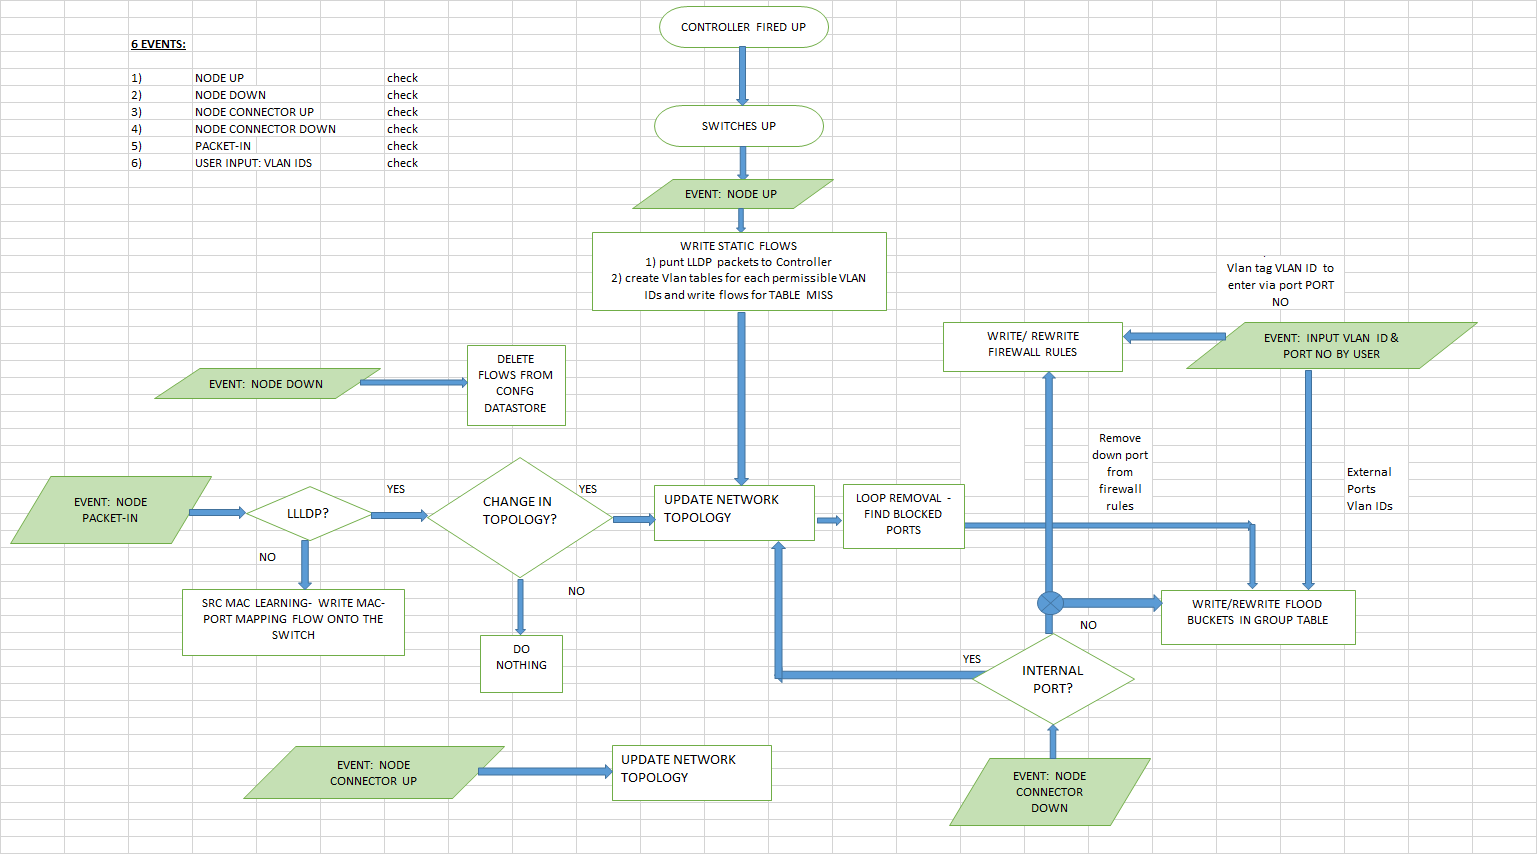 CONTROLLER FIRED UP
6 EVENTS:
1) NODE UP check
2) NODE DOWN check
3) NODE CONNECTOR UP check
4) NODE CONNECTOR DOWN check
5) PACKET-IN check
6) USER INPUT: VLAN IDS check
SWITCHES UP
EVENT: NODE UP
WRITE STATIC FLOWS
1) punt LLDP packets to Controller
2) create Vlan tables for each permissible VLAN
IDs and write flows for TABLE MISS
Vlan tag VLAN ID to
enter via port PORT
NO
WRITE/ REWRITE
FIREWALL RULES
EVENT: INPUT VLAN ID &
PORT NO BY USER
EVENT: NODE DOWN
DELETE
FLOWS FROM
CONFG
DATASTORE
Remove
down port
from
firewall
rules
External
Ports
Vlan IDs
EVENT: NODE
PACKET-IN
LLLDP?
YES
NO
CHANGE IN
TOPOLOGY?
YES
NO
UPDATE NETWORK
TOPOLOGY
LOOP REMOVAL -
FIND BLOCKED
PORTS
SRC MAC LEARNING- WRITE MAC-
PORT MAPPING FLOW ONTO THE
SWITCH
DO
NOTHING
WRITE/REWRITE FLOOD
BUCKETS IN GROUP TABLE
NO
YES
INTERNAL
PORT?
EVENT: NODE
CONNECTOR UP
UPDATE NETWORK
TOPOLOGY
EVENT: NODE
CONNECTOR
DOWN